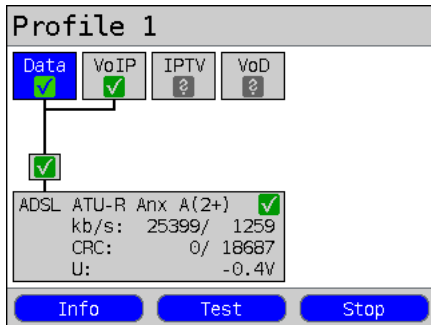 Profile 1
Data VoIP IPTV VoD
? ?
ADSL ATU-R Anx A(2+)
kb/s: 25399/ 1259
CRC: 0/ 18687
U: -0.4V
Info Test Stop